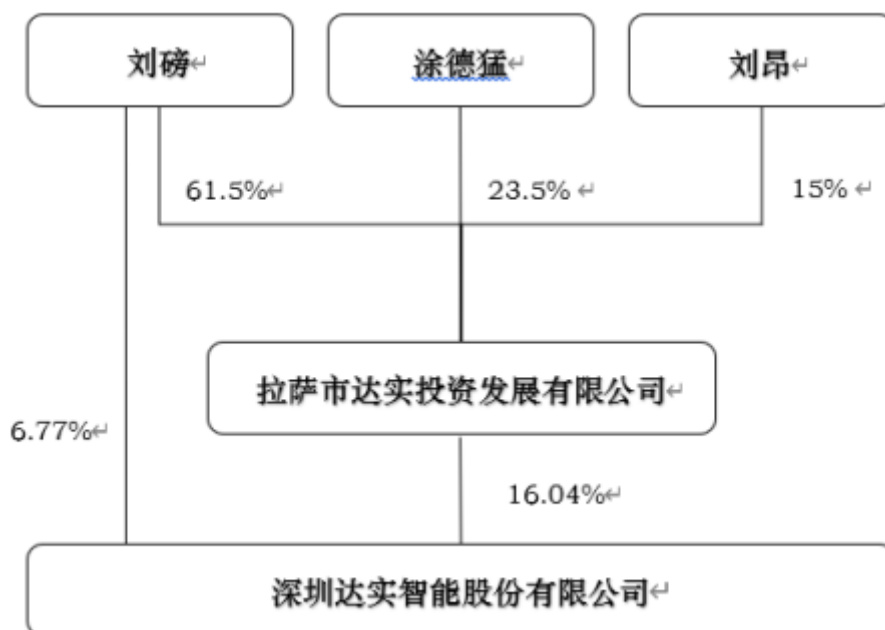 刘磅↵
涂德猛↵
刘昂↵
61.5%↵
23.5% ↵
15% ↵
拉萨市达实投资发展有限公司↵
6.77%↵
16.04%↵
深圳达实智能股份有限公司↵